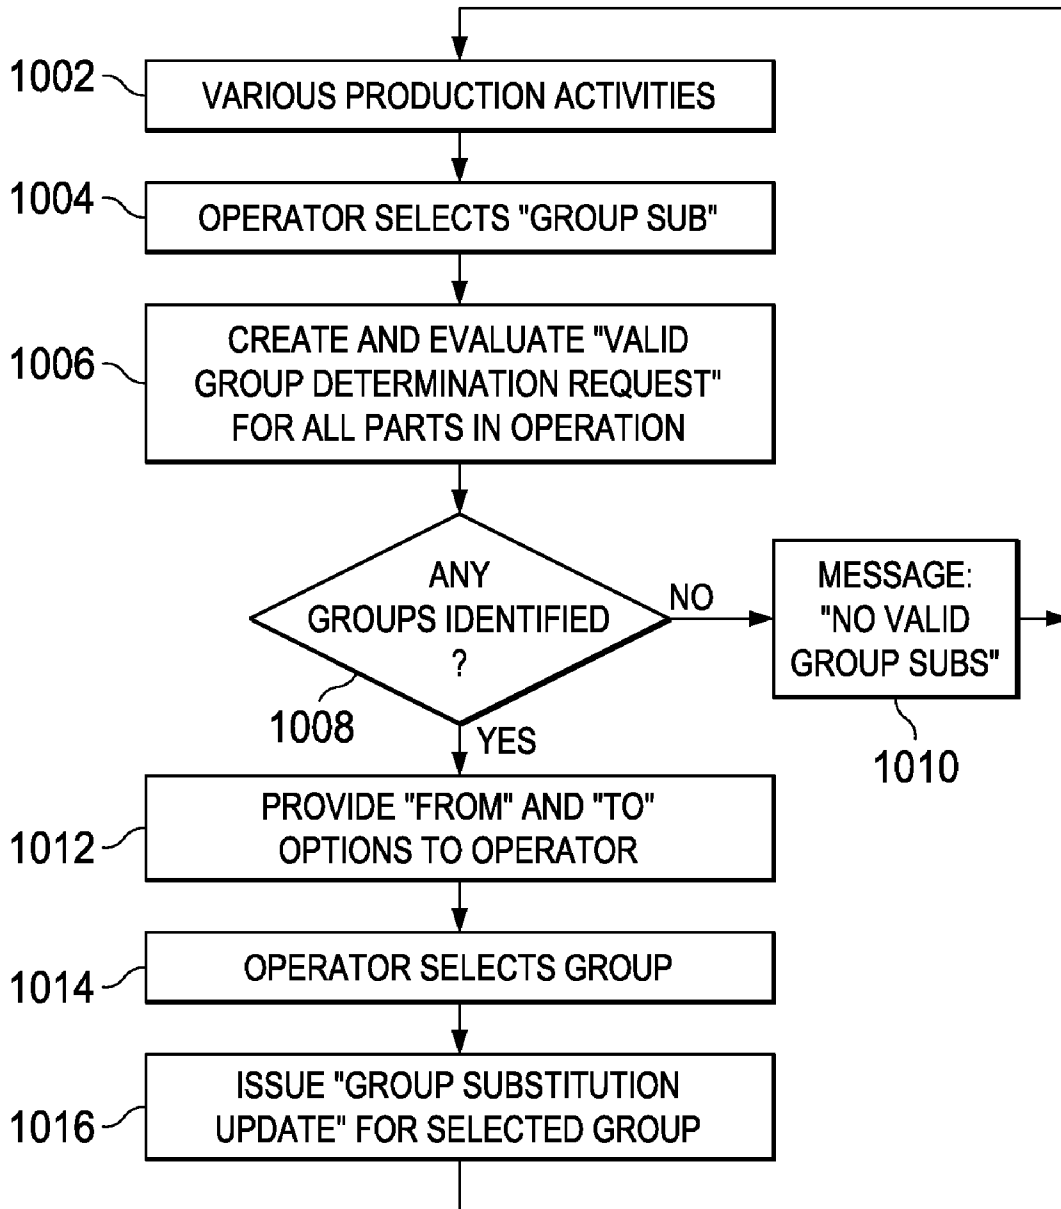 1002
VARIOUS PRODUCTION ACTIVITIES
1004
OPERATOR SELECTS "GROUP SUB"
1006
CREATE AND EVALUATE "VALID
GROUP DETERMINATION REQUEST"
FOR ALL PARTS IN OPERATION
ANY
GROUPS IDENTIFIED
?
1008
NO
MESSAGE:
"NO VALID
GROUP SUBS"
1010
YES
1012
PROVIDE "FROM" AND "TO"
OPTIONS TO OPERATOR
1014
OPERATOR SELECTS GROUP
1016
ISSUE "GROUP SUBSTITUTION
UPDATE" FOR SELECTED GROUP